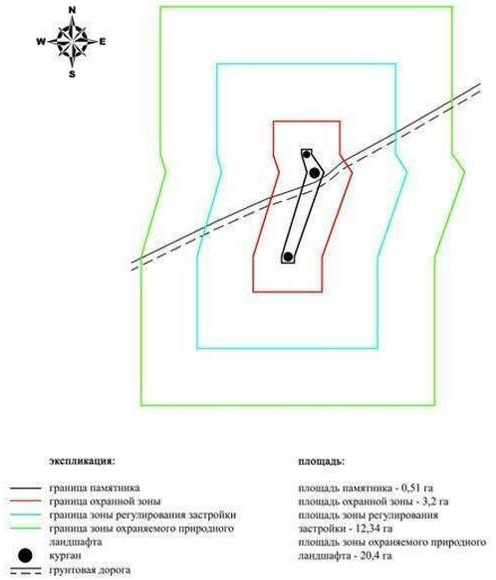 N
W E
S
экспликация:
граница памятника
граница охранной зоны
граница зоны регулирования застройки
граница зоны охраняемого природного
ландшафта
курган
грунтовая дорога
площадь:
площадь памятника - 0,51 га
площадь охранной зоны - 3,2 га
площадь зоны регулирования
застройки - 12,34 га
площадь зоны охраняемого природного
ландшафта - 20,4 га